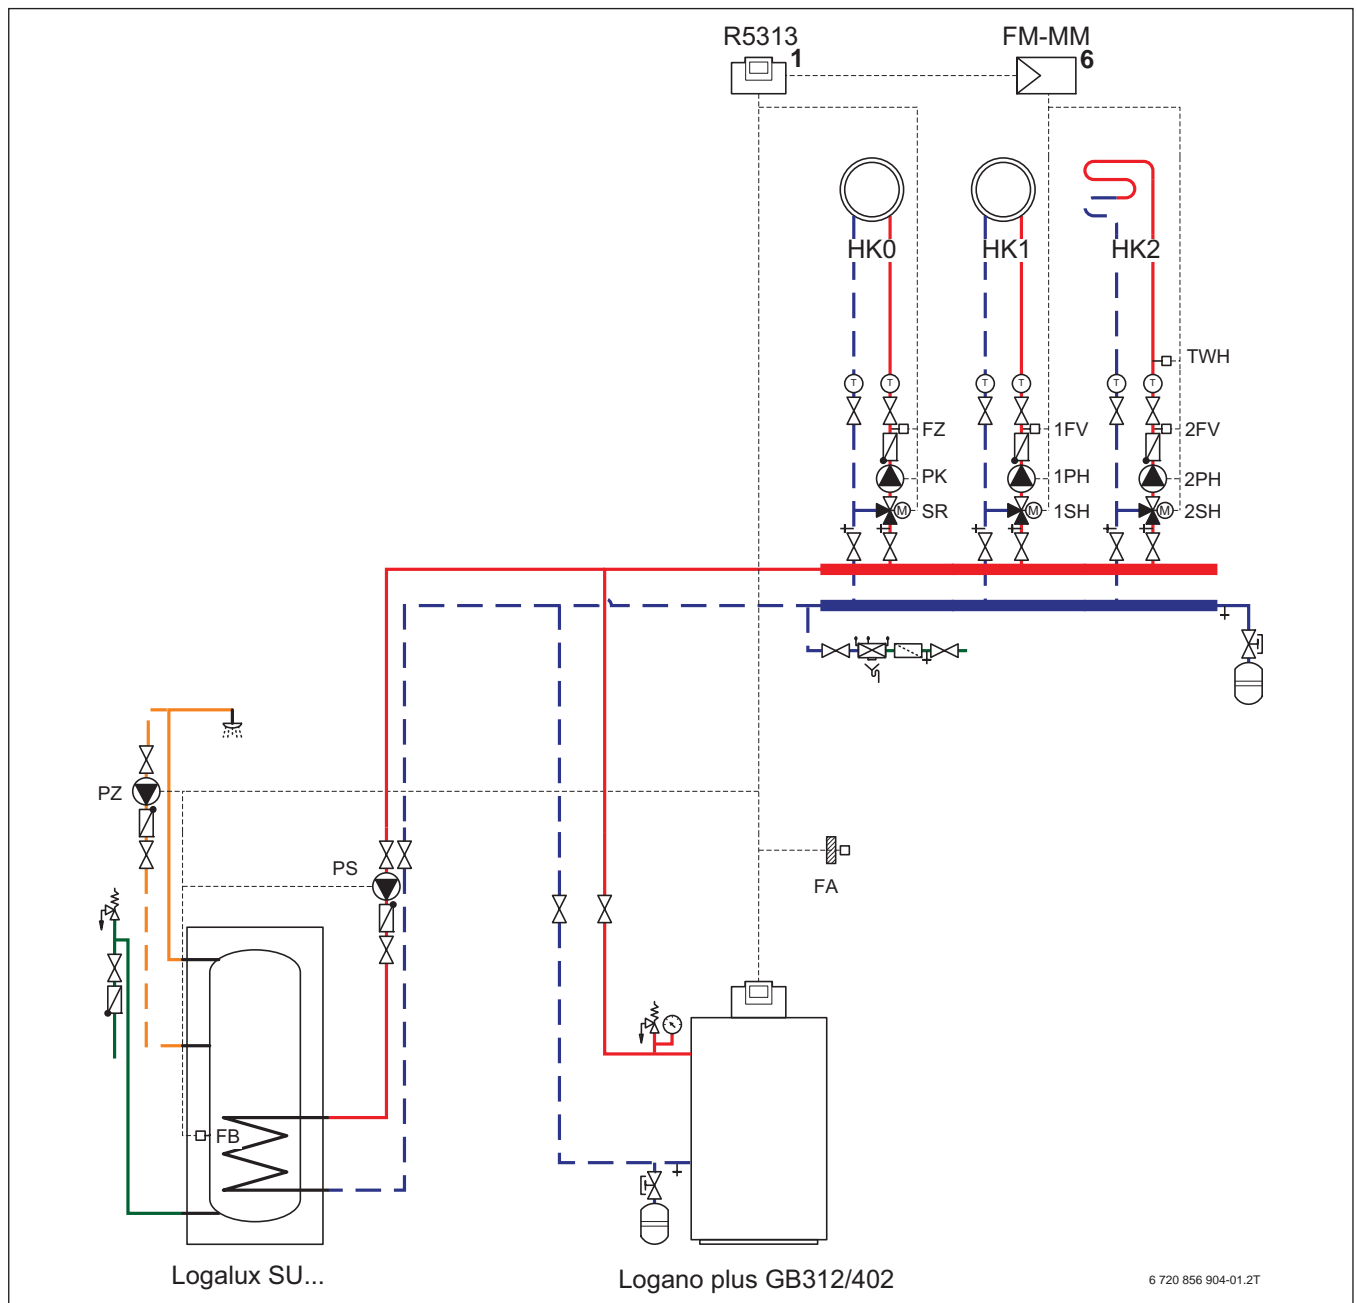 R5313
1
FM-MM
6
HK0
HK1
HK2
TWH
T
T
T
T
T
T
FZ
1FV
2FV
PK
1PH
2PH
M
SR
M
1SH
M
2SH
PZ
PS
FA
FB
Logalux SU...
Logano plus GB312/402
6 720 856 904-01.2T